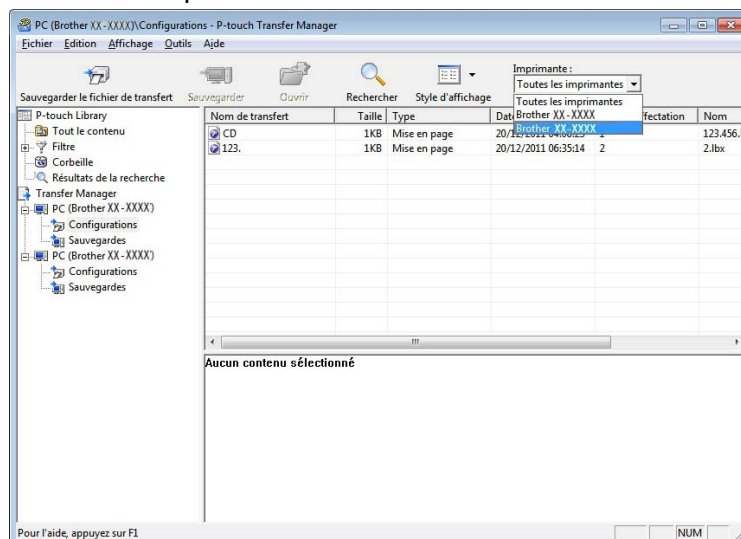 PC (Brother XX-XXXX)\Configurations - P-touch Transfer Manager
Fichier Edition Affichage Outils Aide
Imprimante :
Toutes les imprimantes
Sauvegarder le fichier de transfert Sauvegarder Ouvrir Rechercher Style d'affichage
Toutes les imprimantes
Brother XX-XXXX
Brother XX-XXXX
P-touch Library
Tout le contenu
Filtre
Corbeille
Résultats de la recherche
Transfer Manager
PC (Brother XX-XXXX)
Configurations
Sauvegardes
PC (Brother XX-XXXX)
Configurations
Sauvegardes
Nom de transfert Taille Type Nom
CD 1KB Mise en page 123.456.
123. 1KB Mise en page 20/12/2011 06:35:14 2 2.lbx
Aucun contenu sélectionné
Pour l'aide, appuyez sur F1 NUM